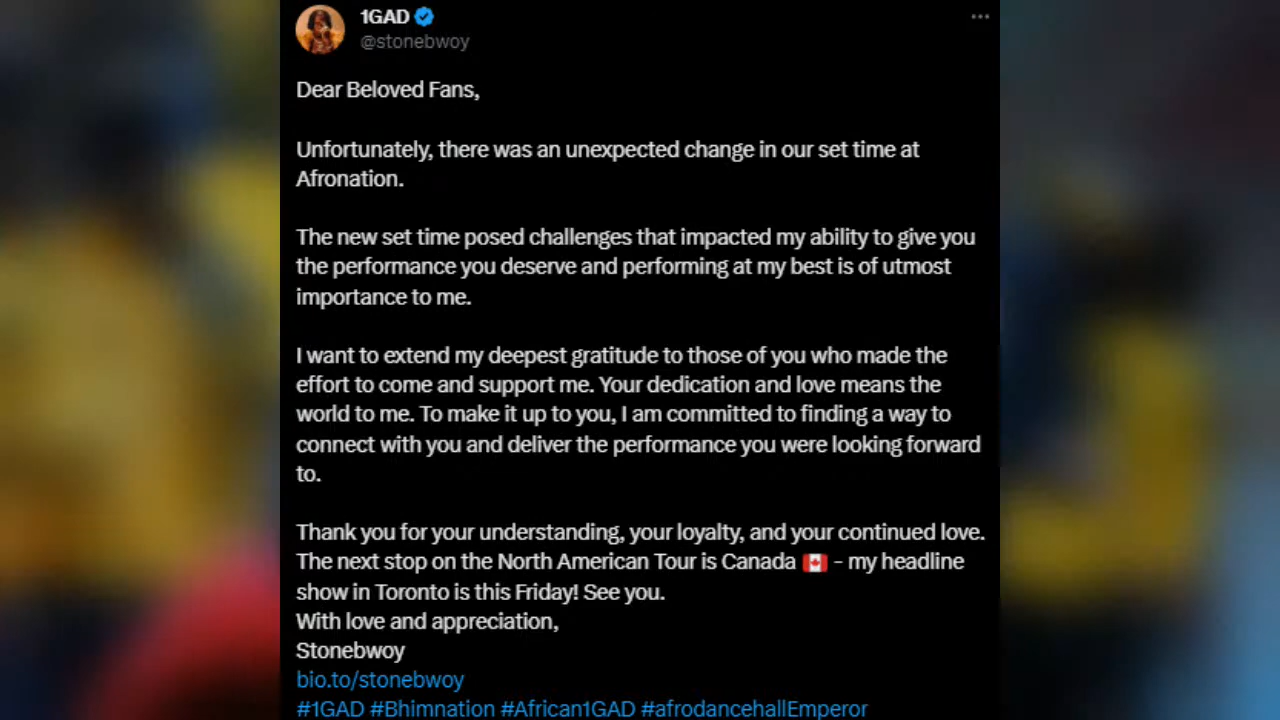 1GAD
@stonebwoy
Dear Beloved Fans,
Unfortunately, there was an unexpected change in our set time at
Afronation.
The new set time posed challenges that impacted my ability to give you
the performance you deserve and performing at my best is of utmost
importance to me.
I want to extend my deepest gratitude to those of you who made the
effort to come and support me. Your dedication and love means the
world to me. To make it up to you, I am committed to finding a way to
connect with you and deliver the performance you were looking forward
to.
Thank you for your understanding, your loyalty, and your continued love.
The next stop on the North American Tour is Canada 🇨🇦 – my headline
show in Toronto is this Friday! See you.
With love and appreciation,
Stonebwoy
bio.to/stonebwoy
#1GAD #Bhimnation #African1GAD #afrodancehallEmperor